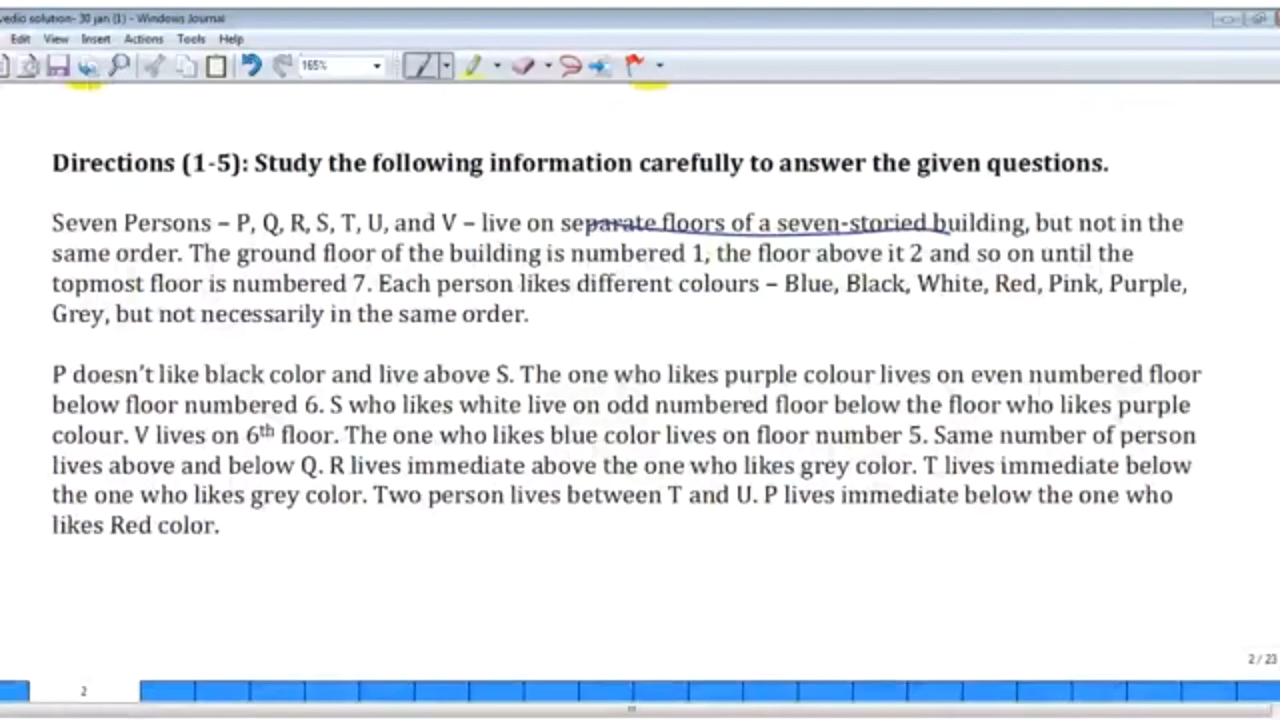 vedio solution- 30 jan (1) - Windows Journal
Edit View Insert Actions Tools Help
165%
Directions (1-5): Study the following information carefully to answer the given questions.
Seven Persons – P, Q, R, S, T, U, and V – live on separate floors of a seven-storied building, but not in the
same order. The ground floor of the building is numbered 1, the floor above it 2 and so on until the
topmost floor is numbered 7. Each person likes different colours – Blue, Black, White, Red, Pink, Purple,
Grey, but not necessarily in the same order.
P doesn’t like black color and live above S. The one who likes purple colour lives on even numbered floor
below floor numbered 6. S who likes white live on odd numbered floor below the floor who likes purple
colour. V lives on 6th floor. The one who likes blue color lives on floor number 5. Same number of person
lives above and below Q. R lives immediate above the one who likes grey color. T lives immediate below
the one who likes grey color. Two person lives between T and U. P lives immediate below the one who
likes Red color.
2 / 23
2